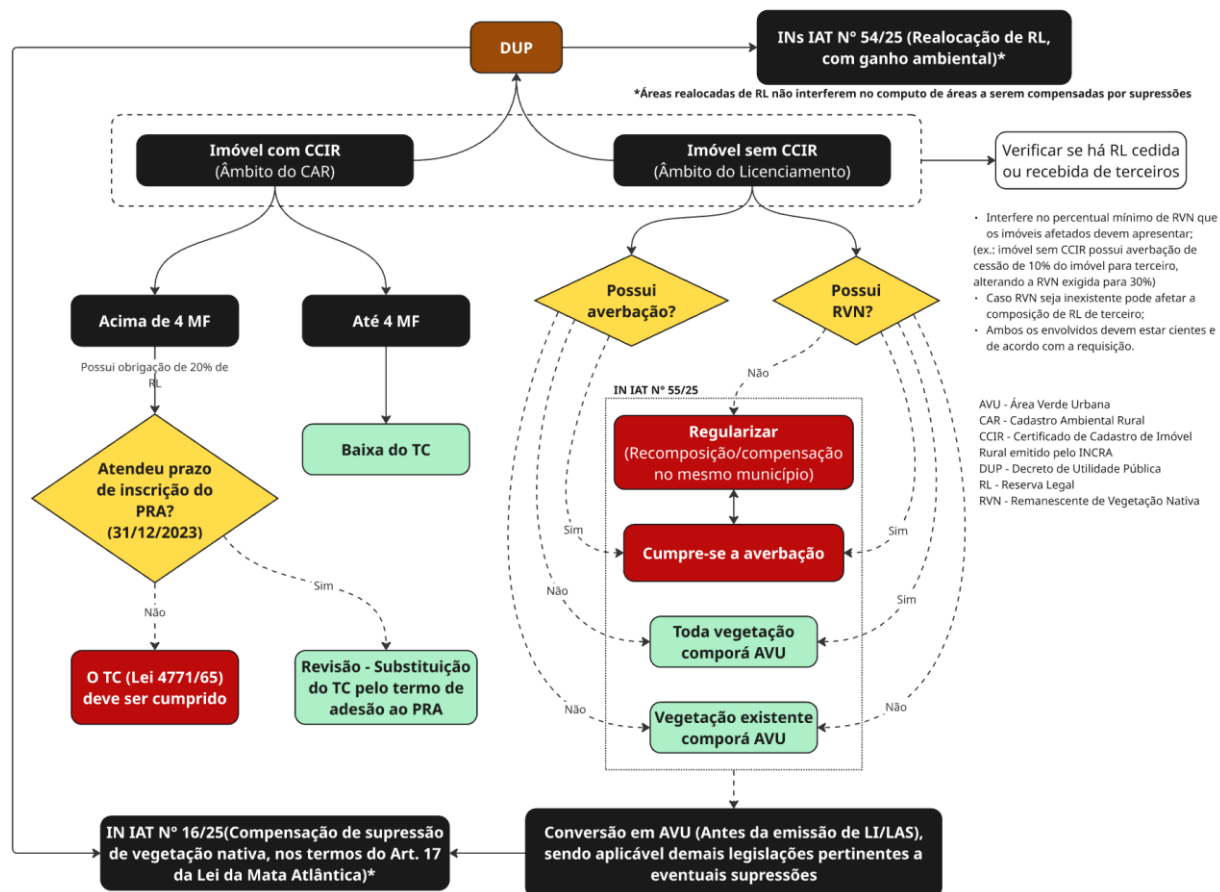 DUP
INs IAT N° 54/25 (Realocação de RL,
com ganho ambiental)*
*Áreas realocadas de RL não interferem no computo de áreas a serem compensadas por supressões
Imóvel com CCIR
(Âmbito do CAR)
Imóvel sem CCIR
(Âmbito do Licenciamento)
Verificar se há RL cedida
ou recebida de terceiros
· Interfere no percentual mínimo de RVN que
os imóveis afetados devem apresentar;
(ex.: imóvel sem CCIR possui averbação de
cessão de 10% do imóvel para terceiro,
alterando a RVN exigida para 30%)
· Caso RVN seja inexistente pode afetar a
composição de RL de terceiro;
· Ambos os envolvidos devem estar cientes e
de acordo com a requisição.
Acima de 4 MF
Até 4 MF
Possui
averbação?
Possui
RVN?
Possui obrigação de 20% de
RL
Não
IN IAT N° 55/25
Regularizar
(Recomposição/compensação
no mesmo município)
AVU - Área Verde Urbana
CAR - Cadastro Ambiental Rural
CCIR - Certificado de Cadastro de Imóvel
Rural emitido pelo INCRA
DUP - Decreto de Utilidade Pública
RL - Reserva Legal
RVN - Remanescente de Vegetação Nativa
Baixa do TC
Atendeu prazo
de inscrição do
PRA?
(31/12/2023)
Sim
Sim
Cumpre-se a averbação
Não
Sim
Não
Sim
Toda vegetação
comporá AVU
O TC (Lei 4771/65)
deve ser cumprido
Revisão - Substituição
do TC pelo termo de
adesão ao PRA
Não
Não
Vegetação existente
comporá AVU
IN IAT N° 16/25(Compensação de supressão
de vegetação nativa, nos termos do Art. 17
da Lei da Mata Atlântica)*
Conversão em AVU (Antes da emissão de LI/LAS),
sendo aplicável demais legislações pertinentes a
eventuais supressões